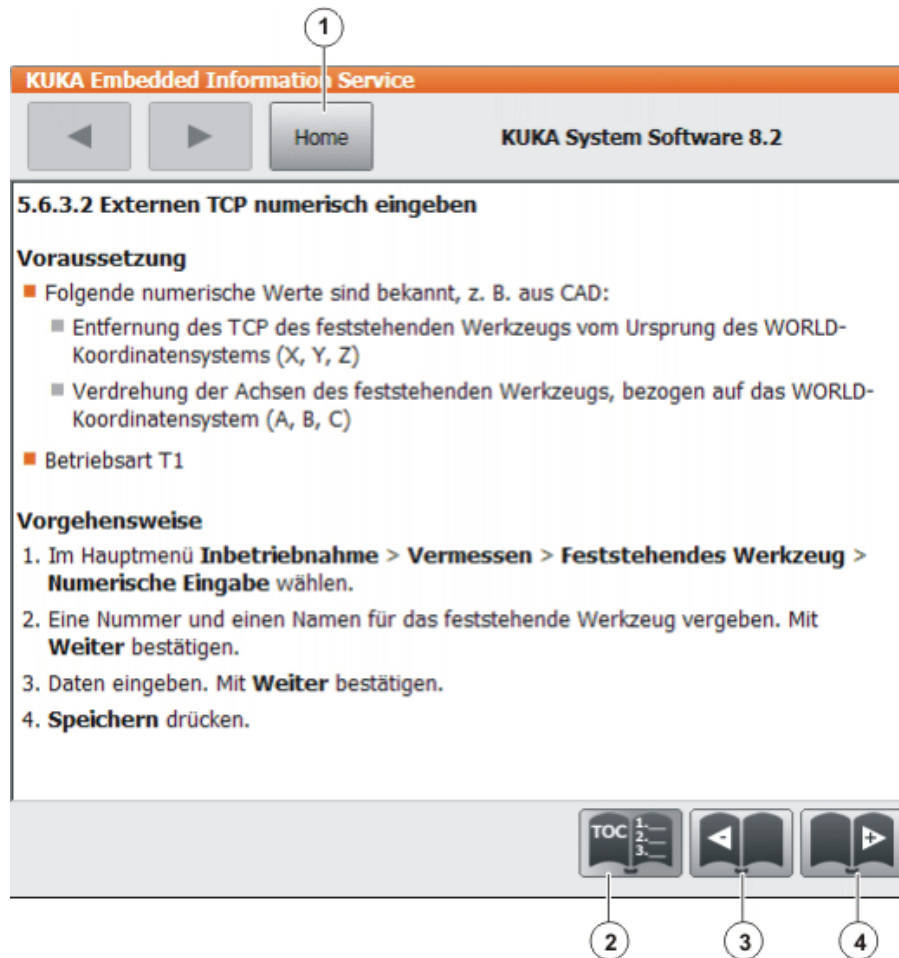 1
KUKA Embedded Information Service
Home
KUKA System Software 8.2
5.6.3.2 Externen TCP numerisch eingeben
Voraussetzung
Folgende numerische Werte sind bekannt, z. B. aus CAD:
Entfernung des TCP des feststehenden Werkzeugs vom Ursprung des WORLD-
Koordinatensystems (X, Y, Z)
Verdrehung der Achsen des feststehenden Werkzeugs, bezogen auf das WORLD-
Koordinatensystem (A, B, C)
Betriebsart T1
Vorgehensweise
1. Im Hauptmenü Inbetriebnahme > Vermessen > Feststehendes Werkzeug >
Numerische Eingabe wählen.
2. Eine Nummer und einen Namen für das feststehende Werkzeug vergeben. Mit
Weiter bestätigen.
3. Daten eingeben. Mit Weiter bestätigen.
4. Speichern drücken.
TOC 1.
2.
3.
- +
2 3 4